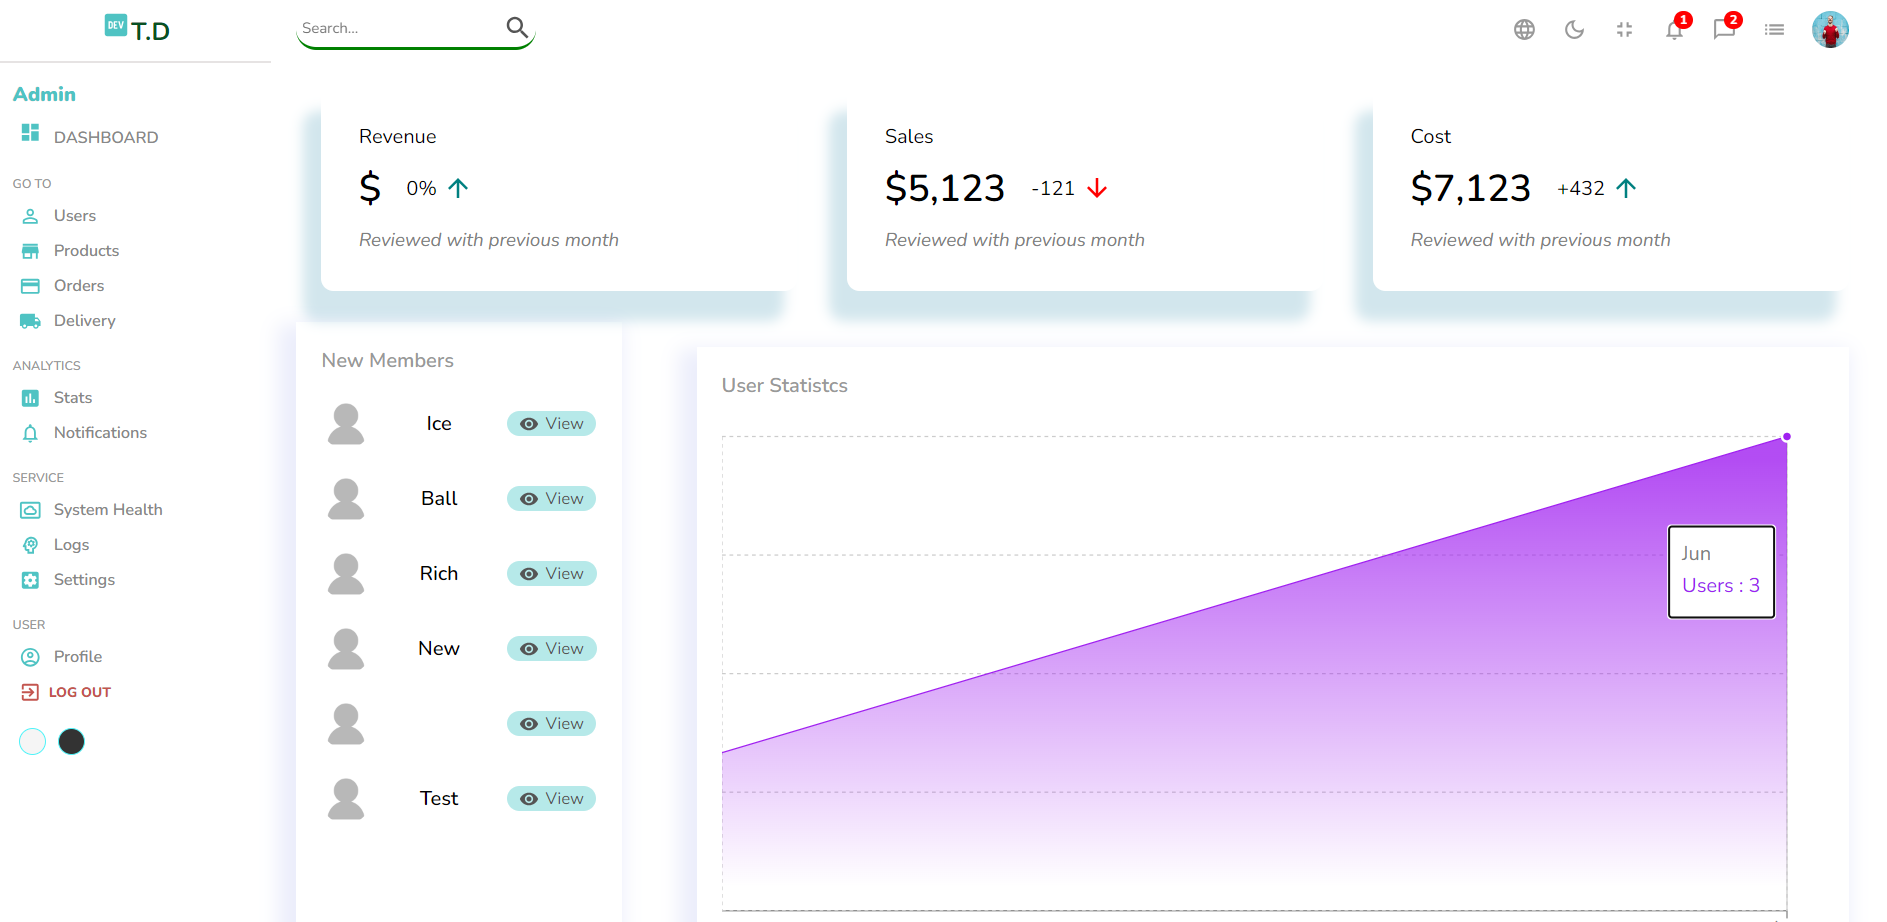 DEV T.D
Search...
1
2
Admin
DASHBOARD
GO TO
Users
Products
Orders
Delivery
ANALYTICS
Stats
Notifications
SERVICE
System Health
Logs
Settings
USER
Profile
LOG OUT
Revenue
$ 0%
Reviewed with previous month
Sales
$5,123 -121
Reviewed with previous month
Cost
$7,123 +432
Reviewed with previous month
New Members
Ice View
Ball View
Rich View
New View
View
Test View
User Statistcs
Jun
Users : 3